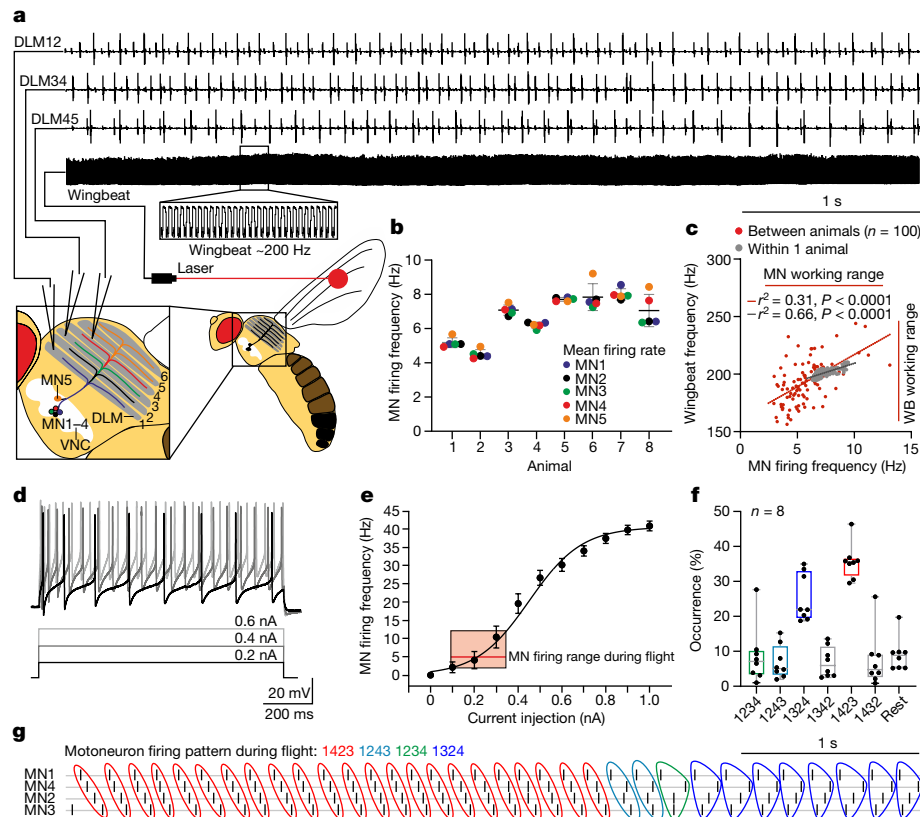 a
DLM12
DLM34
DLM45
Wingbeat
Wingbeat ~200 Hz
1 s
Laser
MN5
MN1–4
VNC
DLM
6
5
4
3
2
1
b
MN firing frequency (Hz)
10
8
6
4
2
0
Mean firing rate
MN1
MN2
MN3
MN4
MN5
1 2 3 4 5 6 7 8
Animal
c
Between animals (n = 100)
Within 1 animal
MN working range
r² = 0.31, P < 0.0001
r² = 0.66, P < 0.0001
WB working range
Wingbeat frequency (Hz)
300
250
200
150
0 5 10 15
MN firing frequency (Hz)
d
0.6 nA
0.4 nA
0.2 nA
20 mV
200 ms
e
MN firing frequency (Hz)
45
40
35
30
25
20
15
10
5
0
MN firing range during flight
0 0.2 0.4 0.6 0.8 1.0
Current injection (nA)
f
n = 8
Occurrence (%)
50
40
30
20
10
0
1234
1243
1324
1342
1423
1432
Rest
g
Motoneuron firing pattern during flight: 1423 1243 1234 1324
1 s
MN1
MN4
MN2
MN3